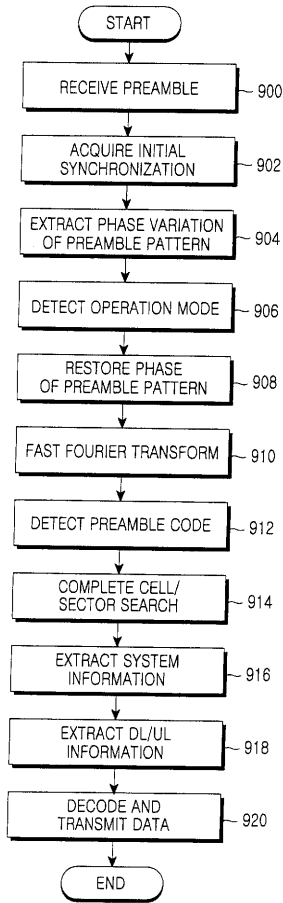 START
RECEIVE PREAMBLE
900
ACQUIRE INITIAL
SYNCHRONIZATION
902
EXTRACT PHASE VARIATION
OF PREAMBLE PATTERN
904
DETECT OPERATION MODE
906
RESTORE PHASE
OF PREAMBLE PATTERN
908
FAST FOURIER TRANSFORM
910
DETECT PREAMBLE CODE
912
COMPLETE CELL/
SECTOR SEARCH
914
EXTRACT SYSTEM
INFORMATION
916
EXTRACT DL/UL
INFORMATION
918
DECODE AND
TRANSMIT DATA
920
END